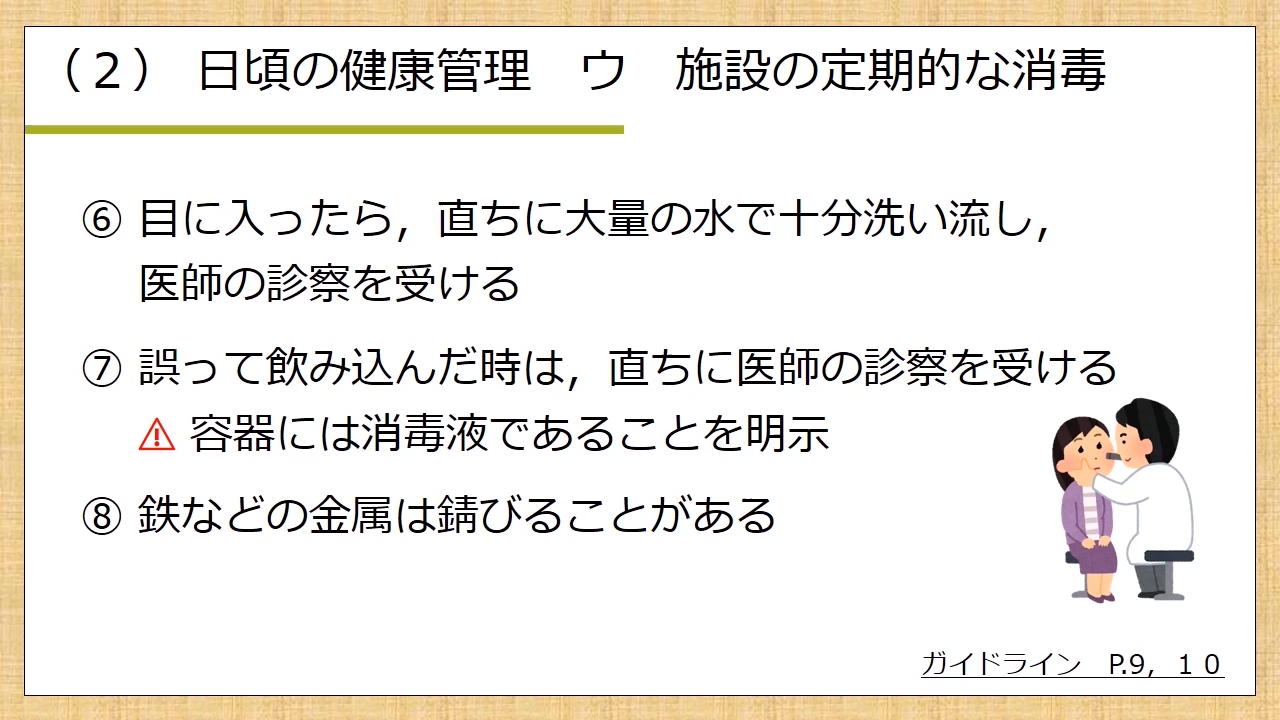 （２） 日頃の健康管理　ウ　施設の定期的な消毒
⑥ 目に入ったら，直ちに大量の水で十分洗い流し，
医師の診察を受ける
⑦ 誤って飲み込んだ時は，直ちに医師の診察を受ける
⚠ 容器には消毒液であることを明示
⑧ 鉄などの金属は錆びることがある
ガイドライン　P.9，１０